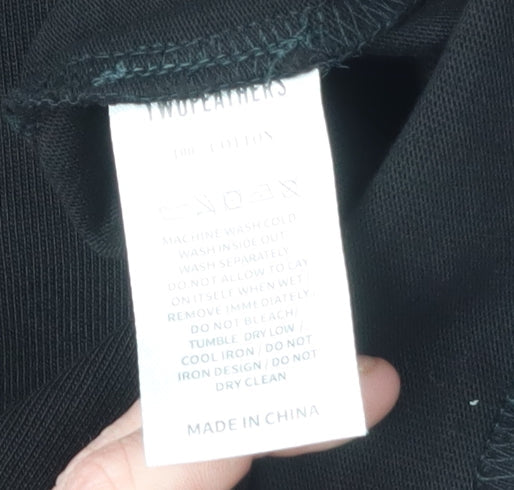 TWOFEATHERS
COTTON
MACHINE WASH COLD
WASH INSIDE OUT
WASH SEPARATELY
DO NOT ALLOW TO LAY
ON ITSELF WHEN WET/
REMOVE IMMEDIATELY/
DO NOT BLEACH/
TUMBLE DRY LOW/
COOL IRON/ DO NOT
IRON DESIGN/ DO NOT
DRY CLEAN
MADE IN CHINA